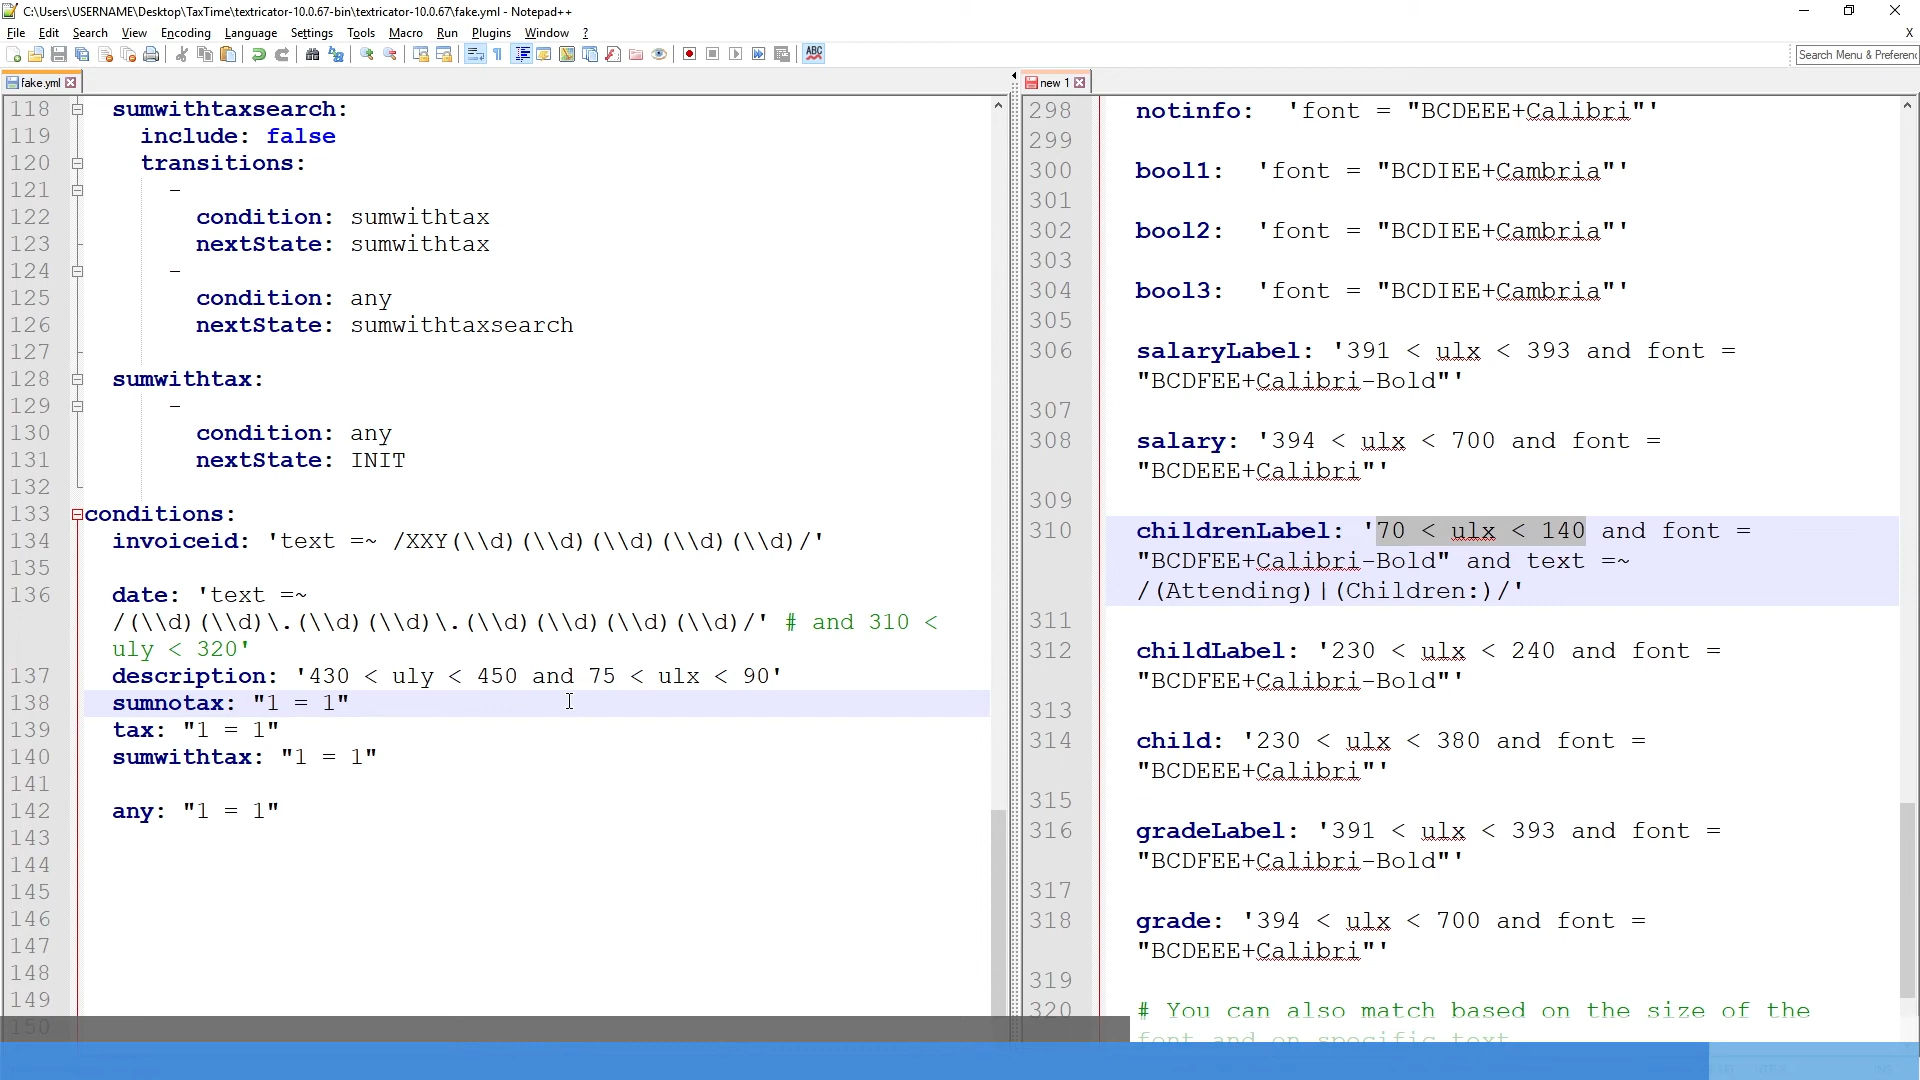 C:\Users\USERNAME\Desktop\TaxTime\textricator-10.0.67-bin\textricator-10.0.67\fake.yml - Notepad++
File Edit Search View Encoding Language Settings Tools Macro Run Plugins Window ? X
ABC Search Menu & Preferenc
fake.yml
118 sumwithtaxsearch:
119 include: false
120 transitions:
121 -
122 condition: sumwithtax
123 nextState: sumwithtax
124 -
125 condition: any
126 nextState: sumwithtaxsearch
127
128 sumwithtax:
129 -
130 condition: any
131 nextState: INIT
132
133 conditions:
134 invoiceid: 'text =~ /XXY(\\d)(\\d)(\\d)(\\d)(\\d)/'
135
136 date: 'text =~
/(\\d)(\\d)\.(\\d)(\\d)\.(\\d)(\\d)(\\d)(\\d)/' # and 310 <
uly < 320'
137 description: '430 < uly < 450 and 75 < ulx < 90'
138 sumnotax: "1 = 1"
139 tax: "1 = 1"
140 sumwithtax: "1 = 1"
141
142 any: "1 = 1"
143
144
145
146
147
148
149
150
new 1
298 notinfo: 'font = "BCDEEE+Calibri"'
299
300 bool1: 'font = "BCDIEE+Cambria"'
301
302 bool2: 'font = "BCDIEE+Cambria"'
303
304 bool3: 'font = "BCDIEE+Cambria"'
305
306 salaryLabel: '391 < ulx < 393 and font =
"BCDFEE+Calibri-Bold"'
307
308 salary: '394 < ulx < 700 and font =
"BCDEEE+Calibri"'
309
310 childrenLabel: '70 < ulx < 140 and font =
"BCDFEE+Calibri-Bold" and text =~
/(Attending)|(Children:)/'
311
312 childLabel: '230 < ulx < 240 and font =
"BCDFEE+Calibri-Bold"'
313
314 child: '230 < ulx < 380 and font =
"BCDEEE+Calibri"'
315
316 gradeLabel: '391 < ulx < 393 and font =
"BCDFEE+Calibri-Bold"'
317
318 grade: '394 < ulx < 700 and font =
"BCDEEE+Calibri"'
319
320 # You can also match based on the size of the
font and on specific text